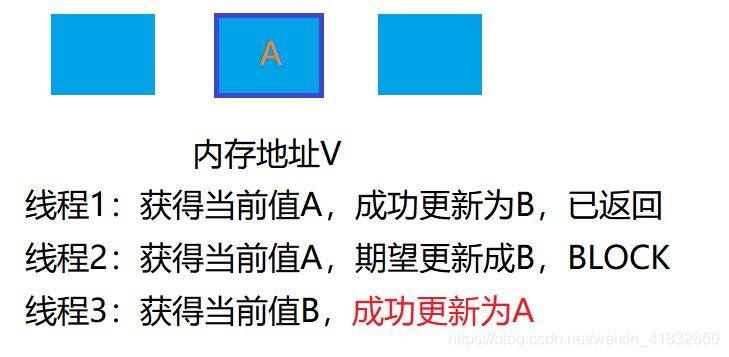 A
内存地址V
线程1：获得当前值A，成功更新为B，已返回
线程2：获得当前值A，期望更新成B，BLOCK
线程3：获得当前值B，成功更新为A
https://blog.csdn.net/weixin_41832850